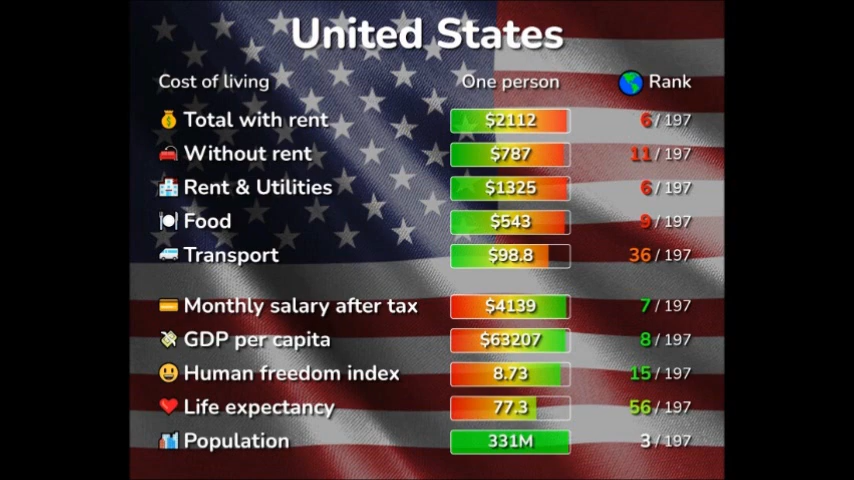 United States
Cost of living One person Rank
Total with rent $2112 6 / 197
Without rent $787 11 / 197
Rent & Utilities $1325 6 / 197
Food $543 9 / 197
Transport $98.8 36 / 197
Monthly salary after tax $4139 7 / 197
GDP per capita $63207 8 / 197
Human freedom index 8.73 15 / 197
Life expectancy 77.3 56 / 197
Population 331M 3 / 197